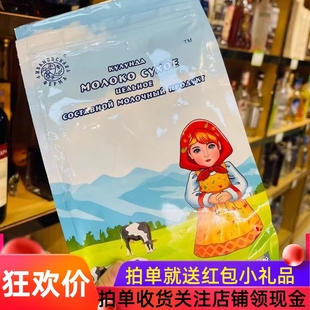 ™
КУЛУНДА
МОЛОКО СУХОЕ
ЦЕЛЬНОЕ
СОСТАВНОЙ МОЛОЧНЫЙ ПРОДУКТ
狂欢价
拍单就送红包小礼品
拍单收货关注店铺领现金